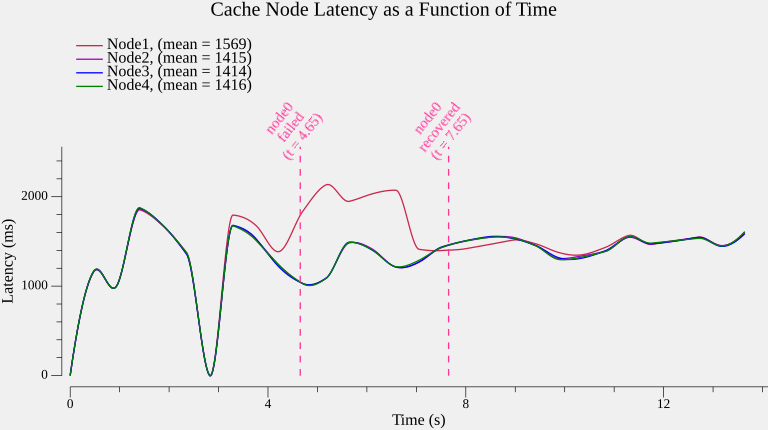 Cache Node Latency as a Function of Time
Node1, (mean = 1569)
Node2, (mean = 1415)
Node3, (mean = 1414)
Node4, (mean = 1416)
node0
failed
(t = 4.65)
node0
recovered
(t = 7.65)
Latency (ms)
2000
1000
0
0 4 8 12
Time (s)